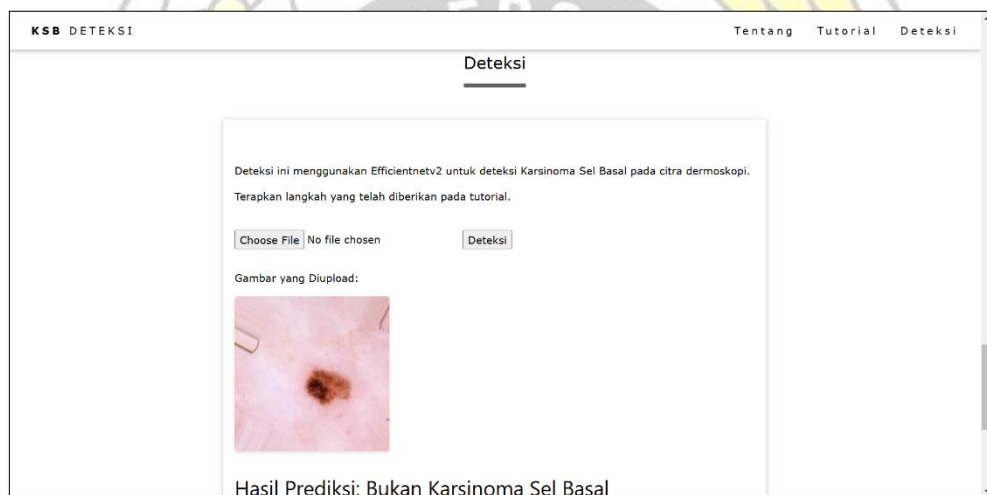 KSB DETEKSI Tentang Tutorial Deteksi
Deteksi
Deteksi ini menggunakan Efficientnetv2 untuk deteksi Karsinoma Sel Basal pada citra dermoskopi.
Terapkan langkah yang telah diberikan pada tutorial.
Choose File No file chosen Deteksi
Gambar yang Diupload:
Hasil Prediksi: Bukan Karsinoma Sel Basal